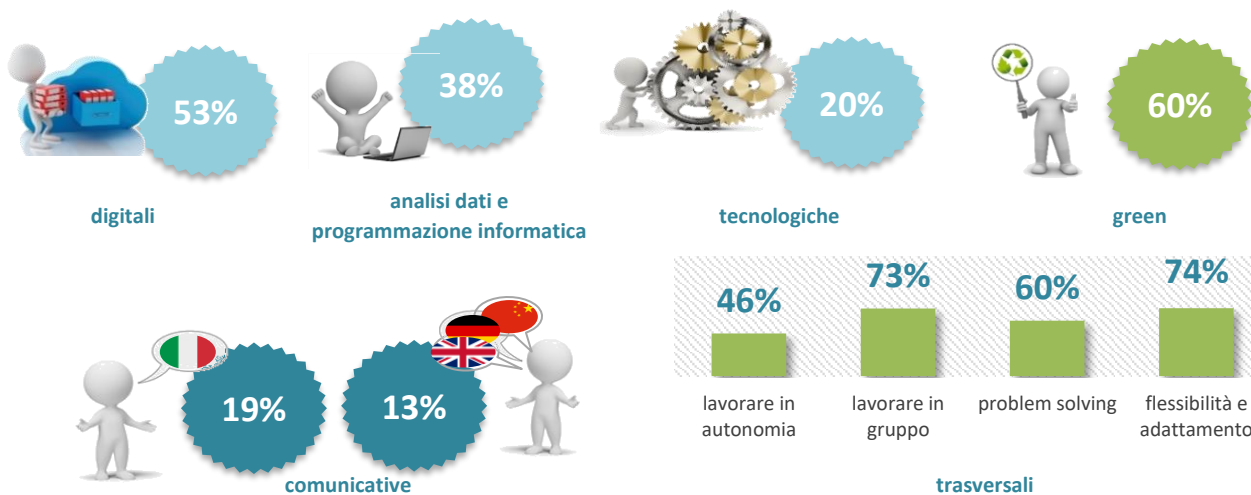 53%
38%
20%
60%
digitali
analisi dati e
programmazione informatica
tecnologiche
green
19%
13%
comunicative
46%
73%
60%
74%
lavorare in
autonomia
lavorare in
gruppo
problem solving
flessibilità e
adattamento
trasversali